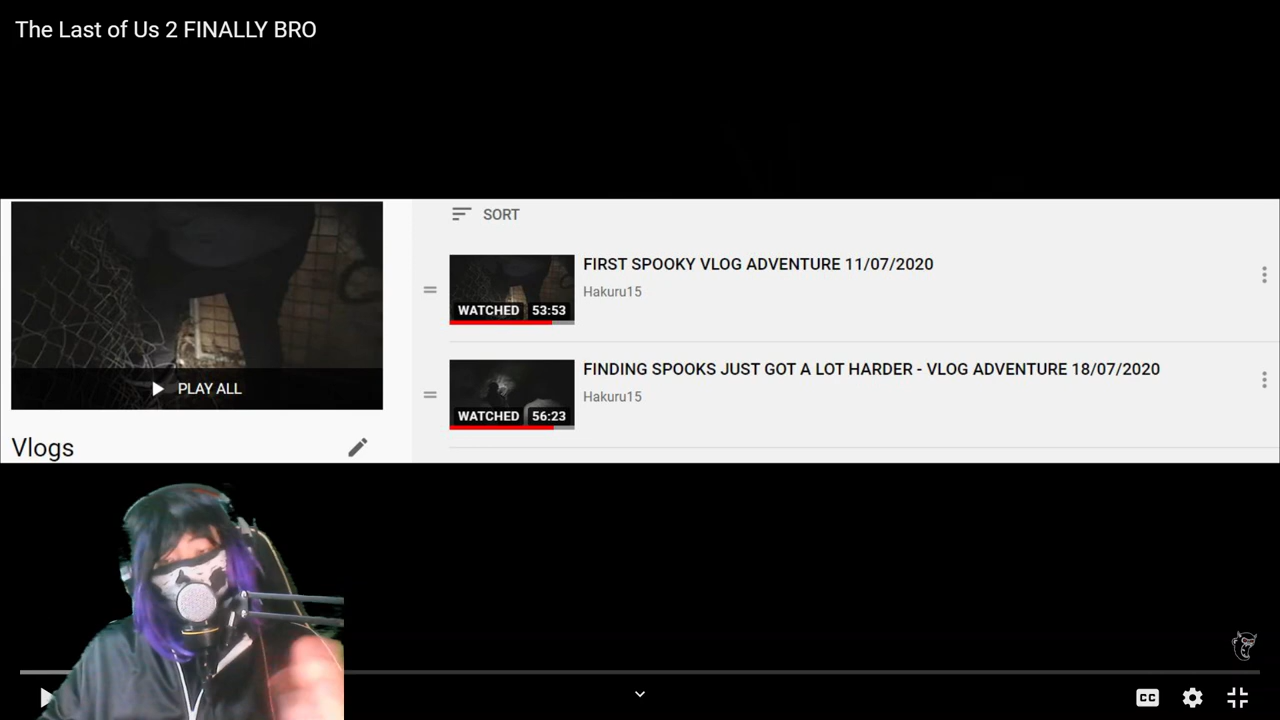 The Last of Us 2 FINALLY BRO
SORT
FIRST SPOOKY VLOG ADVENTURE 11/07/2020
Hakuru15
WATCHED 53:53
PLAY ALL
FINDING SPOOKS JUST GOT A LOT HARDER - VLOG ADVENTURE 18/07/2020
Hakuru15
WATCHED 56:23
Vlogs
CC